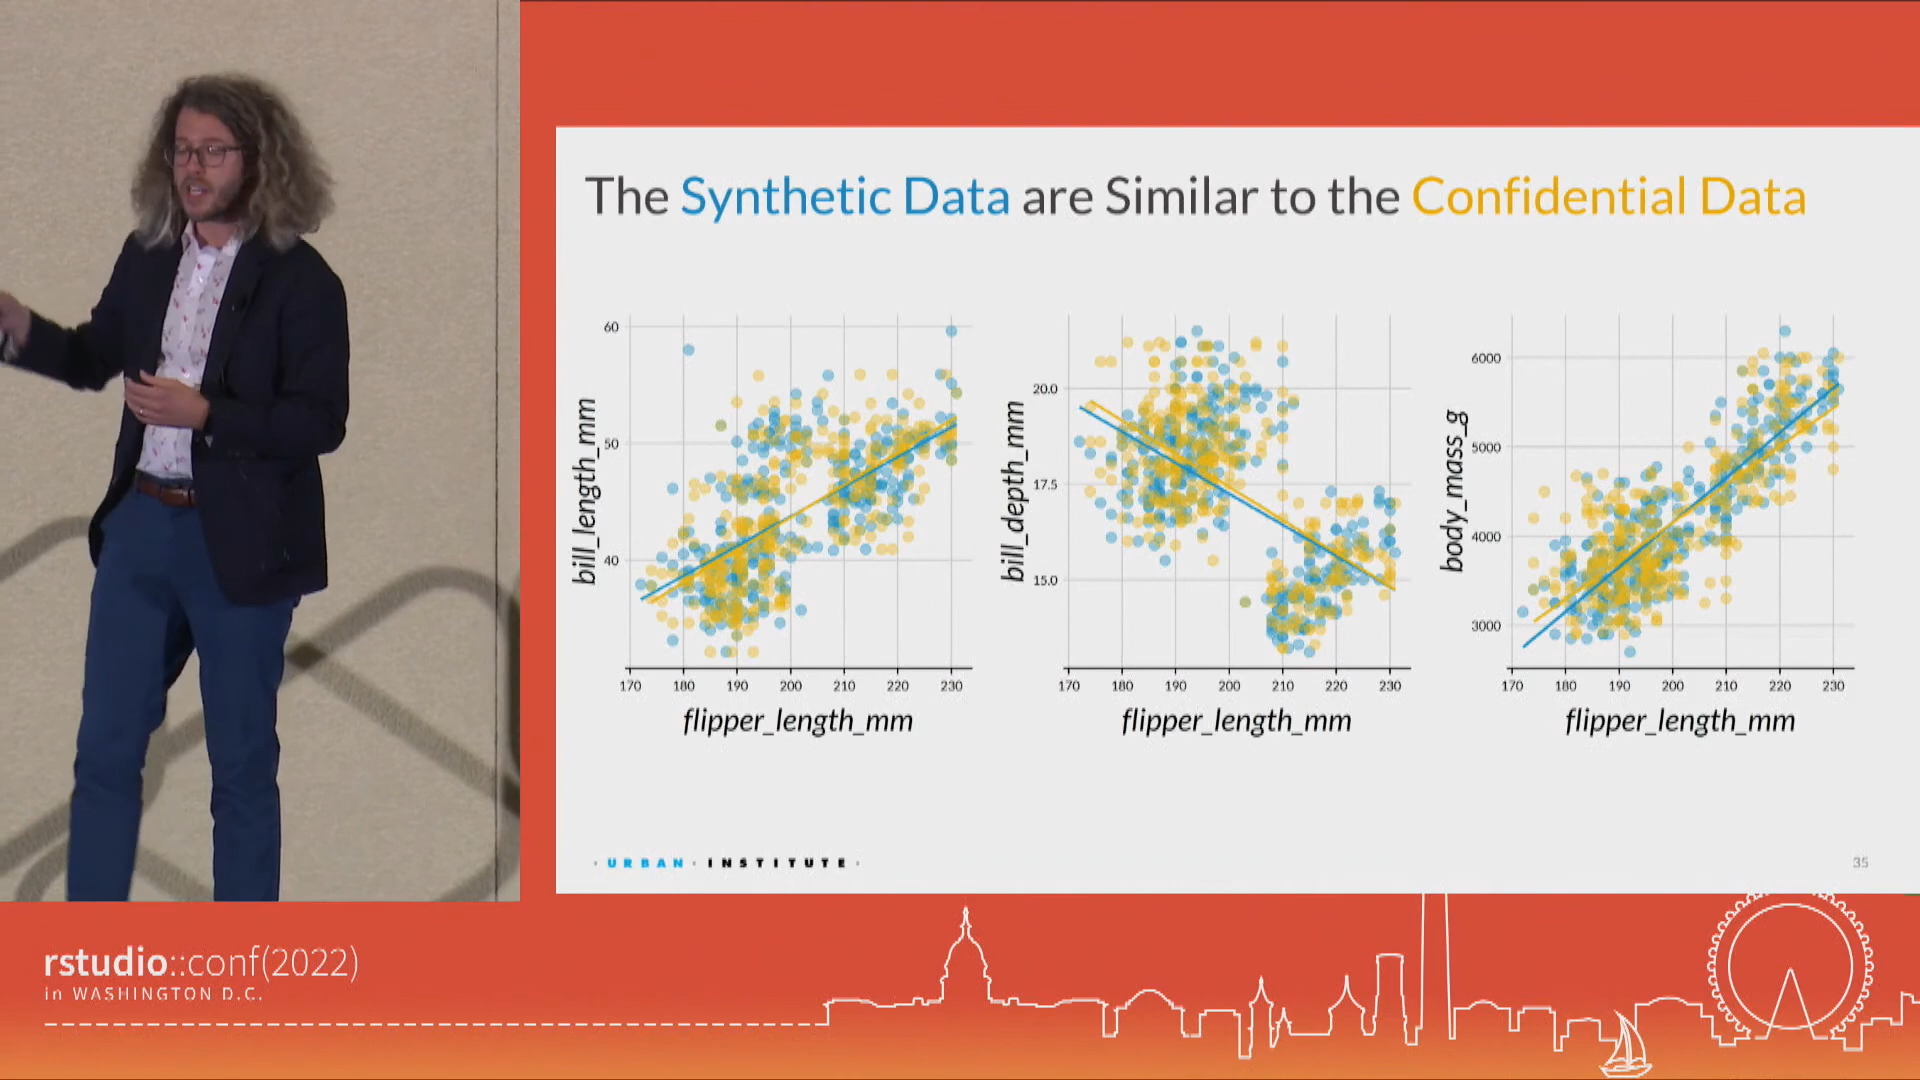 The Synthetic Data are Similar to the Confidential Data
60
50
40
bill_length_mm
170 180 190 200 210 220 230
flipper_length_mm
20.0
17.5
15.0
bill_depth_mm
170 180 190 200 210 220 230
flipper_length_mm
6000
5000
4000
3000
body_mass_g
170 180 190 200 210 220 230
flipper_length_mm
· URBAN · INSTITUTE ·
35
rstudio::conf(2022)
in WASHINGTON D.C.